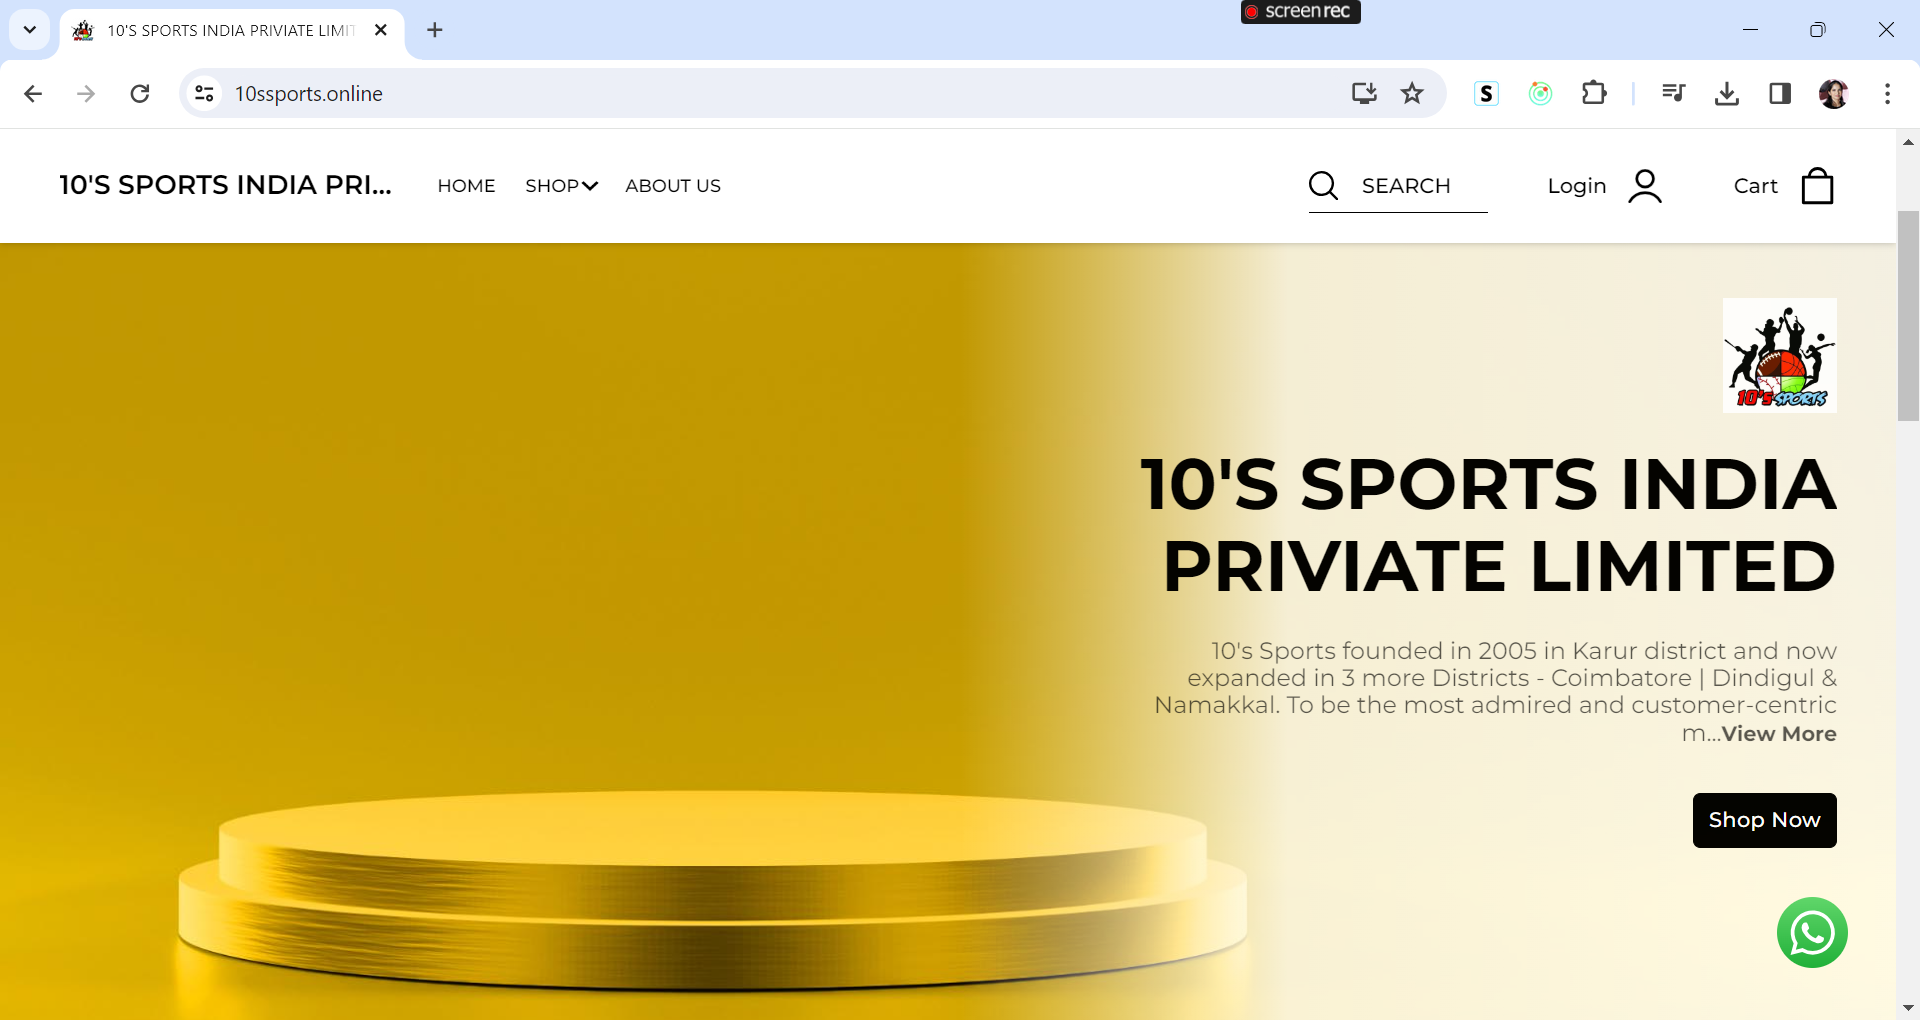 screenrec
10'S SPORTS INDIA PRIVIATE LIMIT
10ssports.online
S
10'S SPORTS INDIA PRI...
HOME
SHOP
ABOUT US
SEARCH
Login
Cart
10'S SPORTS
10'S SPORTS INDIA
PRIVIATE LIMITED
10's Sports founded in 2005 in Karur district and now
expanded in 3 more Districts - Coimbatore | Dindigul &
Namakkal. To be the most admired and customer-centric
m...View More
Shop Now